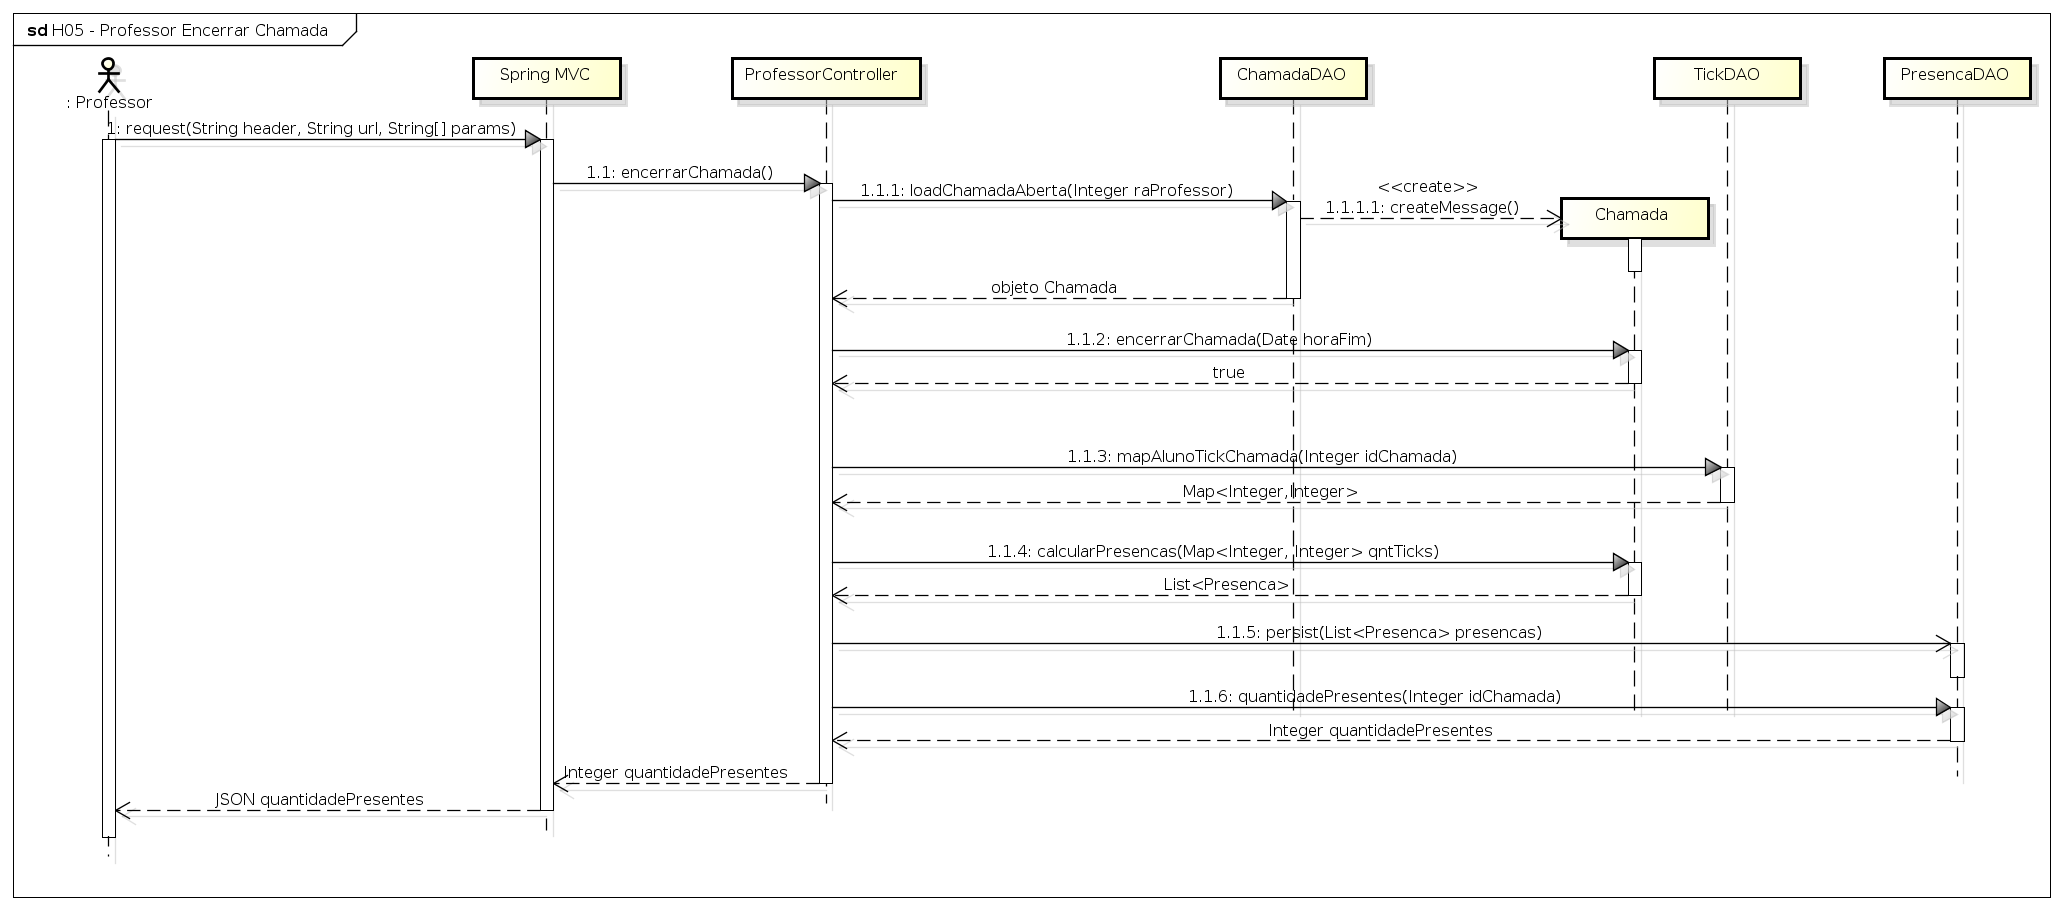 sd H05 - Professor Encerrar Chamada
: Professor
Spring MVC
ProfessorController
ChamadaDAO
TickDAO
PresencaDAO
1: request(String header, String url, String[] params)
1.1: encerrarChamada()
1.1.1: loadChamadaAberta(Integer raProfessor)
<<create>>
1.1.1.1: createMessage()
Chamada
objeto Chamada
1.1.2: encerrarChamada(Date horaFim)
true
1.1.3: mapAlunoTickChamada(Integer idChamada)
Map<Integer,Integer>
1.1.4: calcularPresencas(Map<Integer, Integer> qntTicks)
List<Presenca>
1.1.5: persist(List<Presenca> presencas)
1.1.6: quantidadePresentes(Integer idChamada)
Integer quantidadePresentes
Integer quantidadePresentes
JSON quantidadePresentes